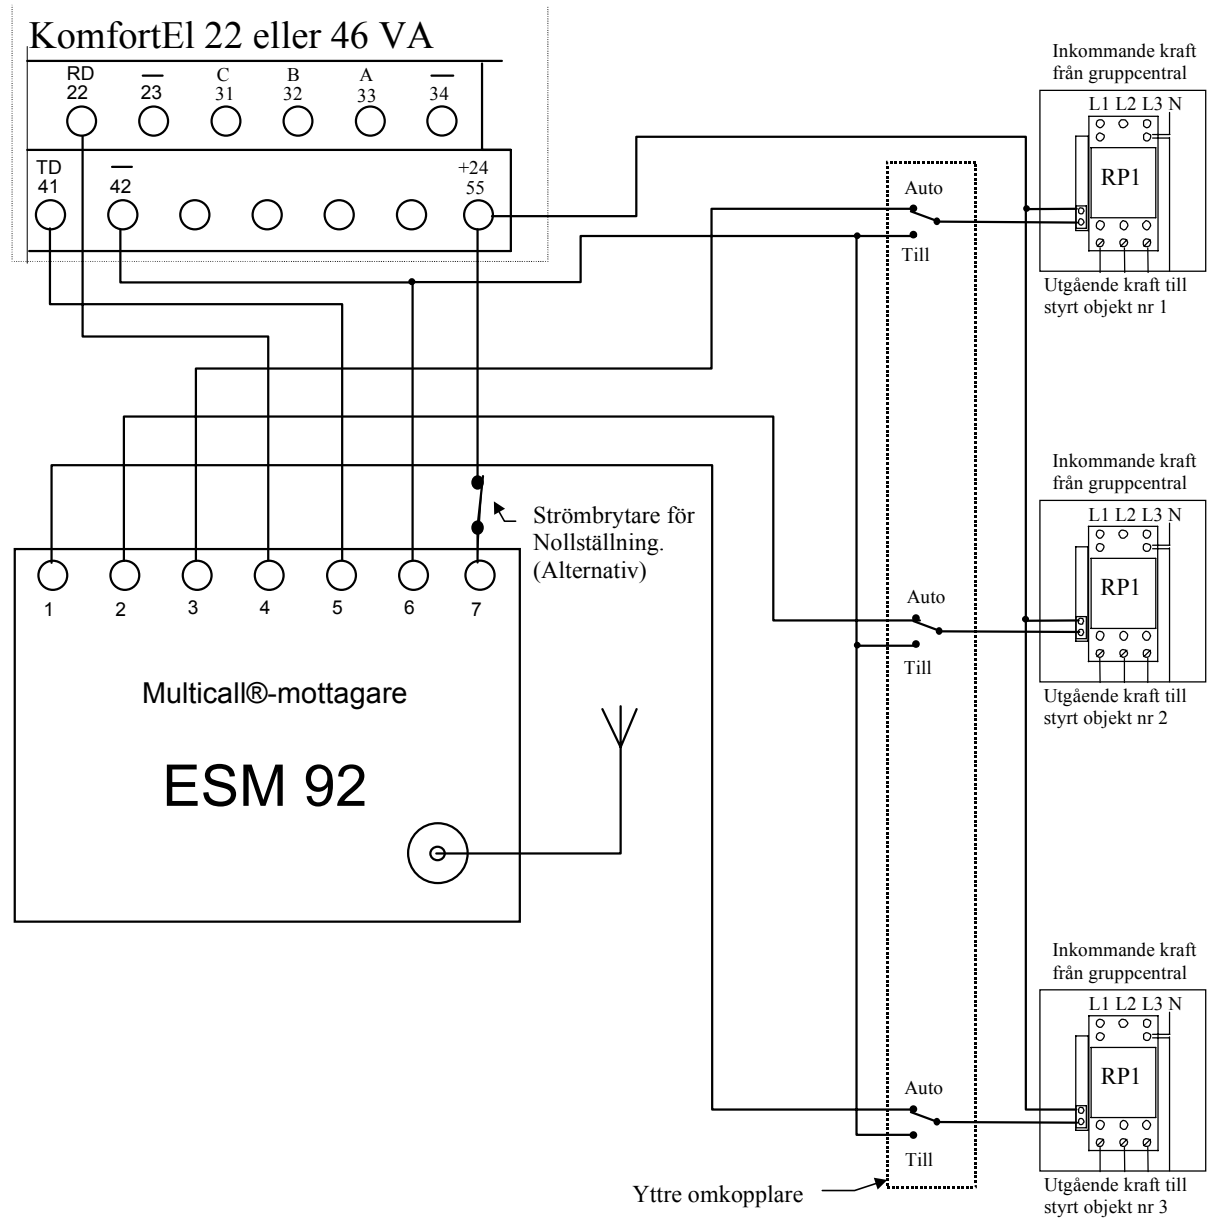 KomfortEl 22 eller 46 VA
RD — C B A —
22 23 31 32 33 34
TD — +24
41 42 55
Inkommande kraft
från gruppcentral
L1 L2 L3 N
RP1
Utgående kraft till
styrt objekt nr 1
Auto
Till
Inkommande kraft
från gruppcentral
L1 L2 L3 N
RP1
Utgående kraft till
styrt objekt nr 2
Auto
Till
Strömbrytare för
Nollställning.
(Alternativ)
1 2 3 4 5 6 7
Multicall®-mottagare
ESM 92
Inkommande kraft
från gruppcentral
L1 L2 L3 N
RP1
Utgående kraft till
styrt objekt nr 3
Auto
Till
Yttre omkopplare